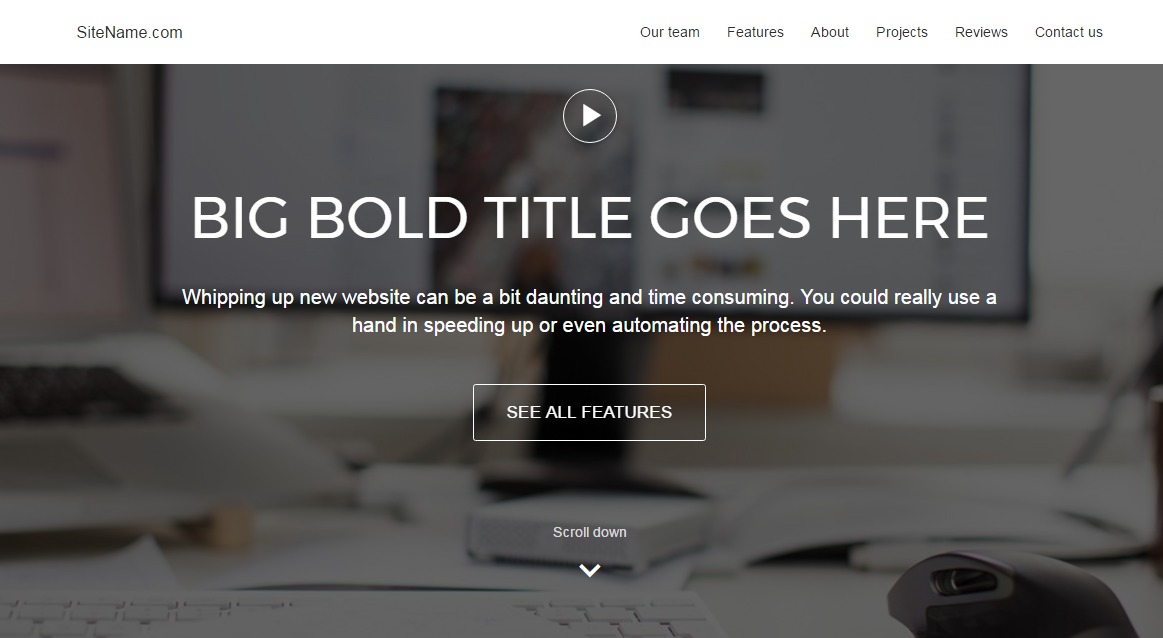 SiteName.com
Our team Features About Projects Reviews Contact us
BIG BOLD TITLE GOES HERE
Whipping up new website can be a bit daunting and time consuming. You could really use a
hand in speeding up or even automating the process.
SEE ALL FEATURES
Scroll down